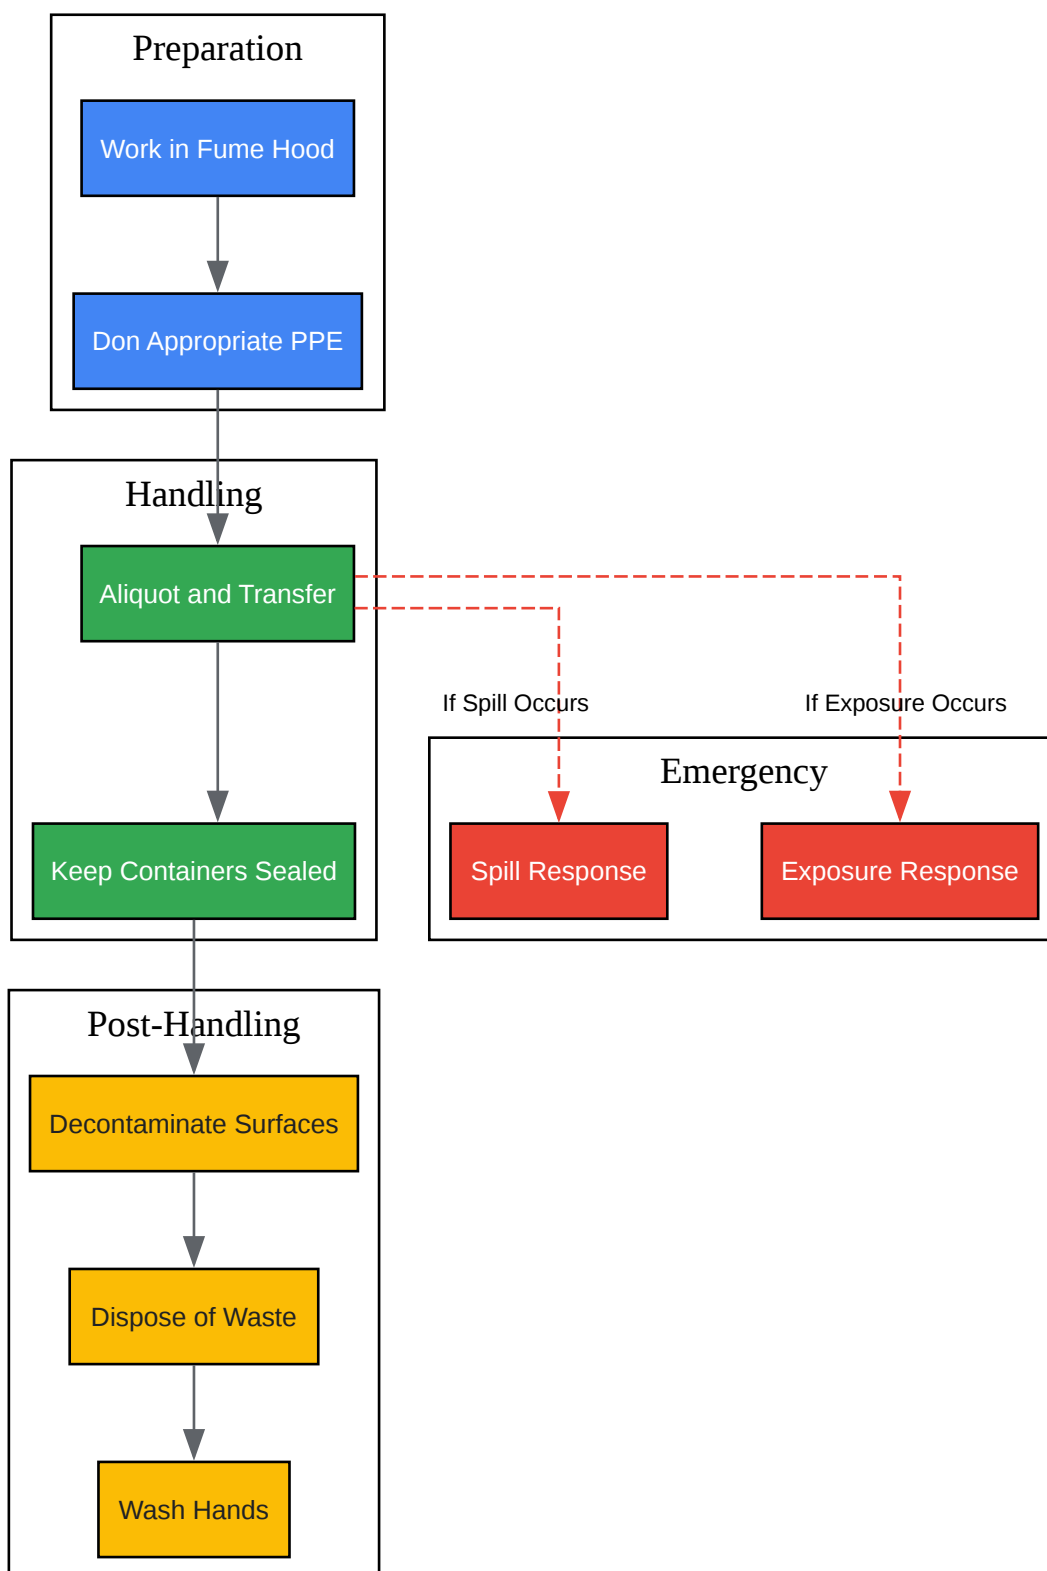 Preparation
Work in Fume Hood
Don Appropriate PPE
Handling
Aliquot and Transfer
If Spill Occurs
If Exposure Occurs
Emergency
Keep Containers Sealed
Spill Response
Exposure Response
Post-Handling
Decontaminate Surfaces
Dispose of Waste
Wash Hands